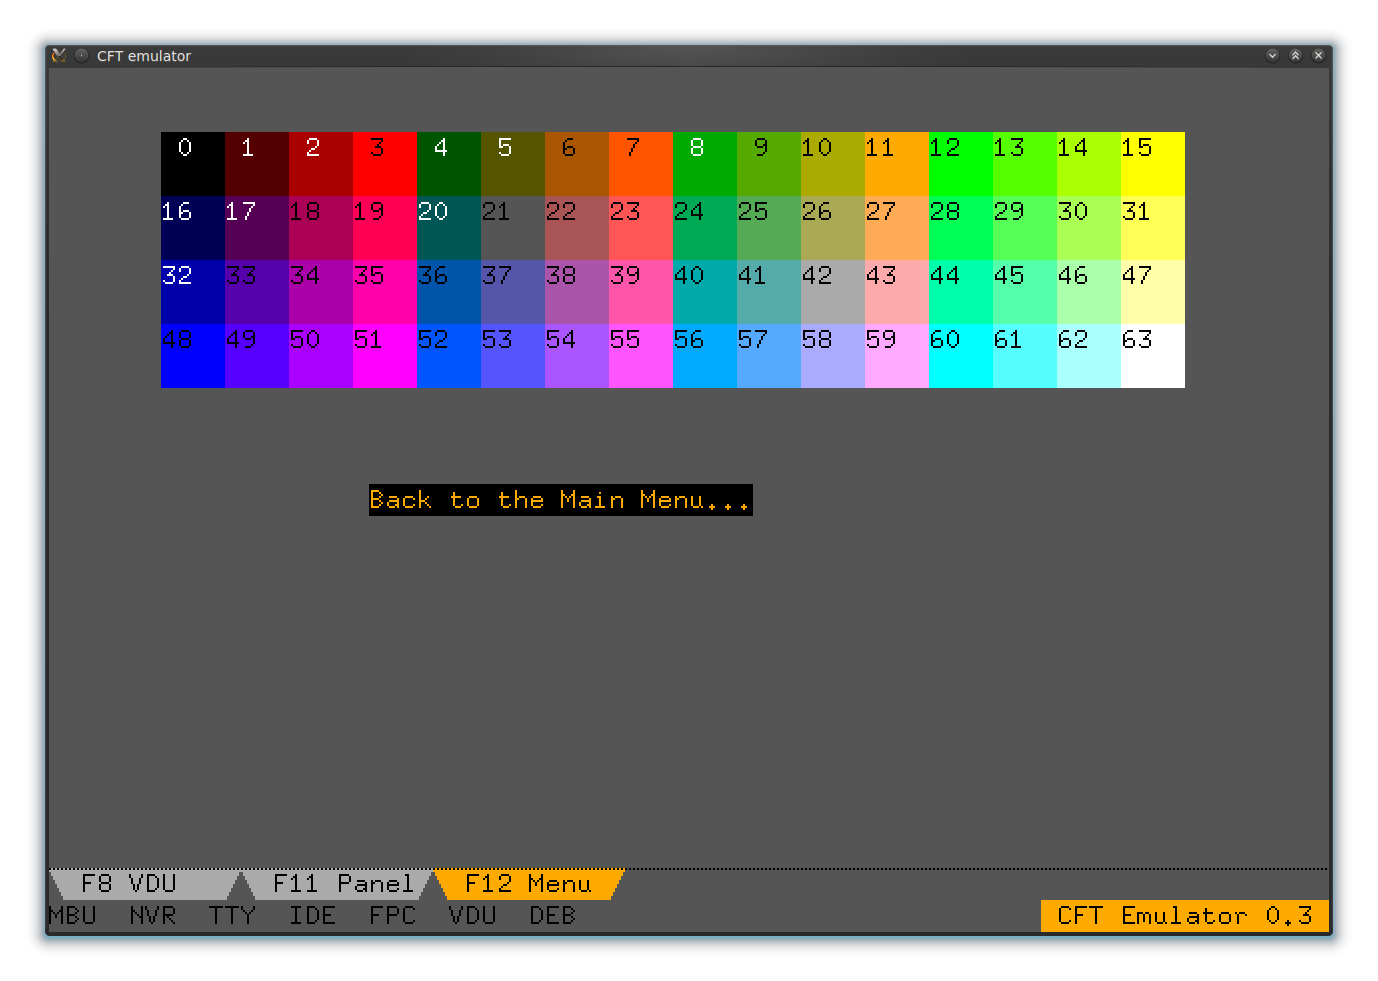 CFT emulator
0 1 2 3 4 5 6 7 8 9 10 11 12 13 14 15
16 17 18 19 20 21 22 23 24 25 26 27 28 29 30 31
32 33 34 35 36 37 38 39 40 41 42 43 44 45 46 47
48 49 50 51 52 53 54 55 56 57 58 59 60 61 62 63
Back to the Main Menu...
F8 VDU F11 Panel F12 Menu
MBU NVR TTY IDE FPC VDU DEB CFT Emulator 0.3